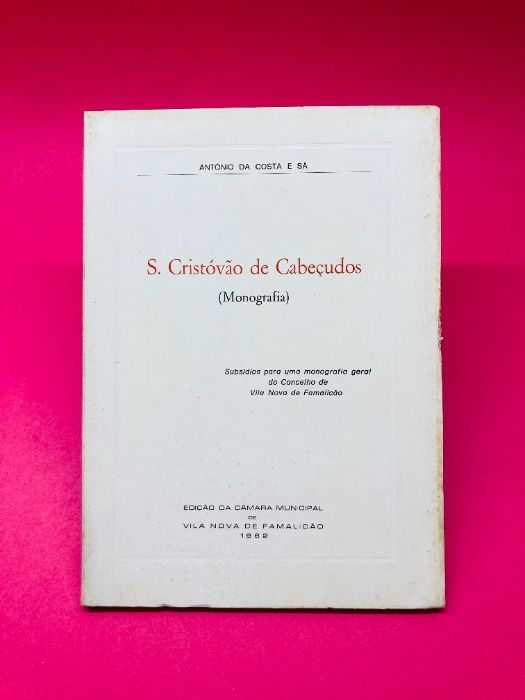 ANTÓNIO DA COSTA E SÁ
S. Cristóvão de Cabeçudos
(Monografia)
Subsídios para uma monografia geral
do Concelho de
Vila Nova de Famalicão
EDIÇÃO DA CÂMARA MUNICIPAL
DE
VILA NOVA DE FAMALICÃO
1982